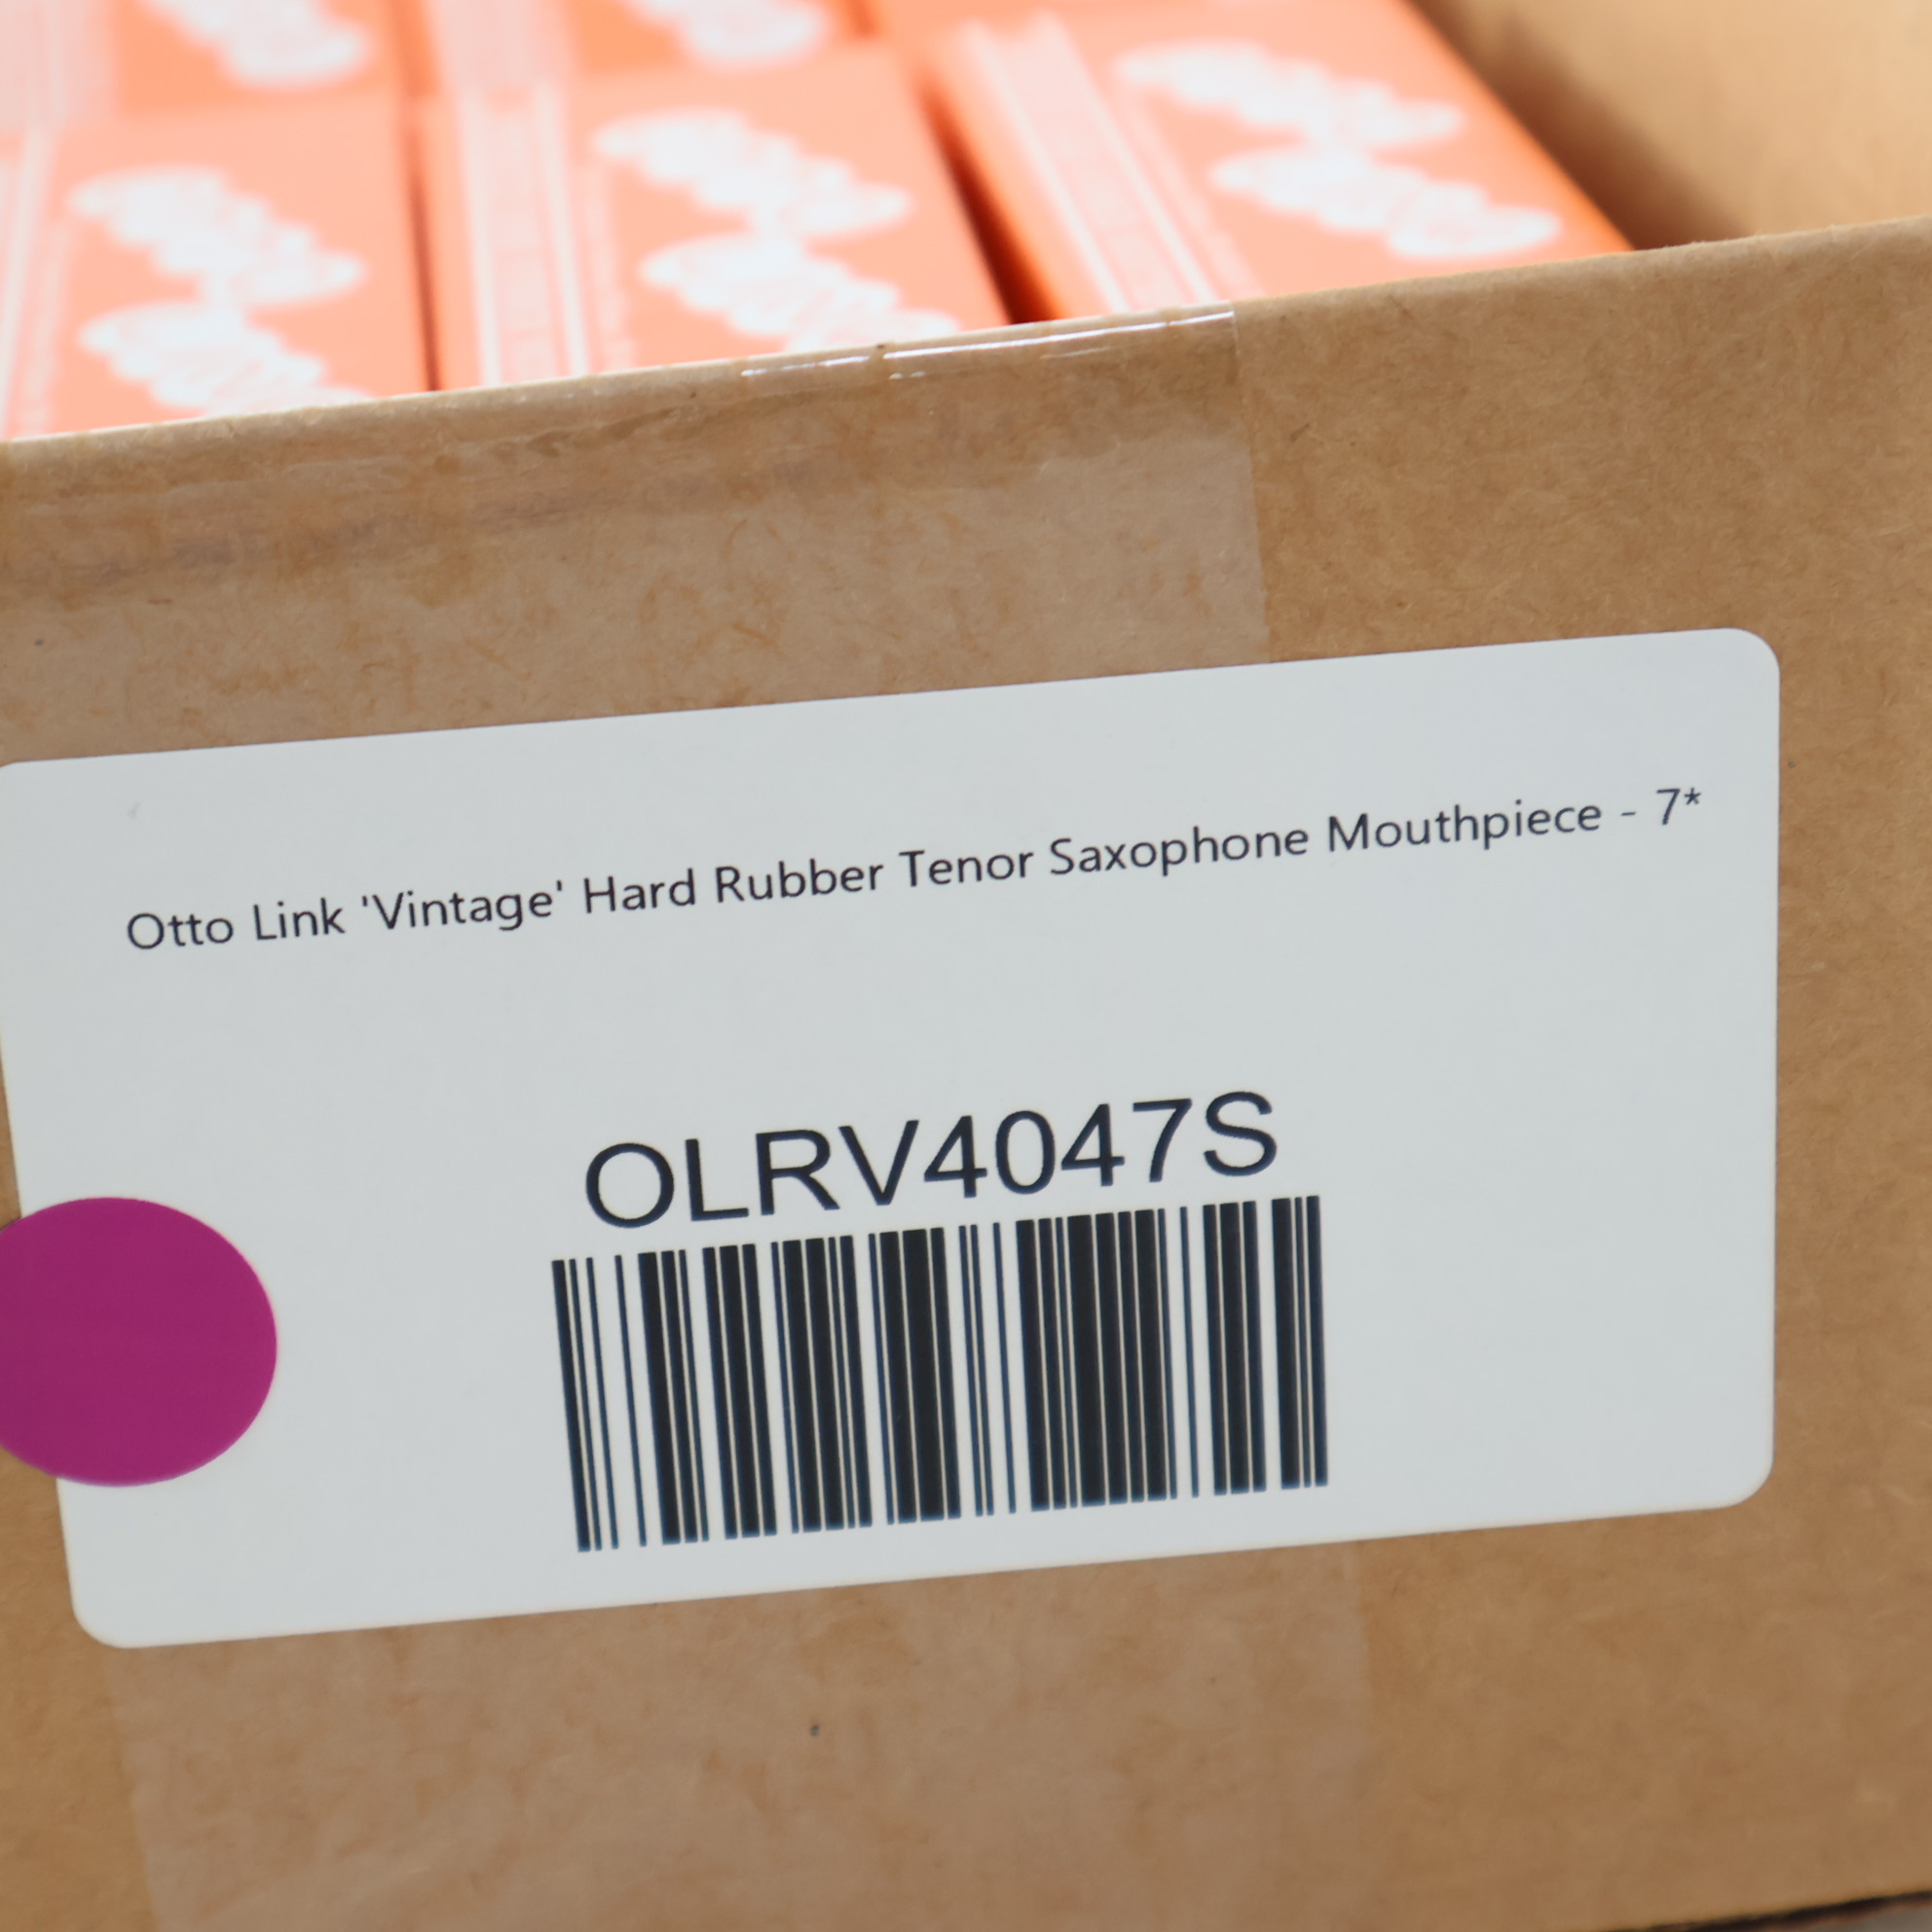 Otto Link 'Vintage' Hard Rubber Tenor Saxophone Mouthpiece - 7*
OLRV4047S